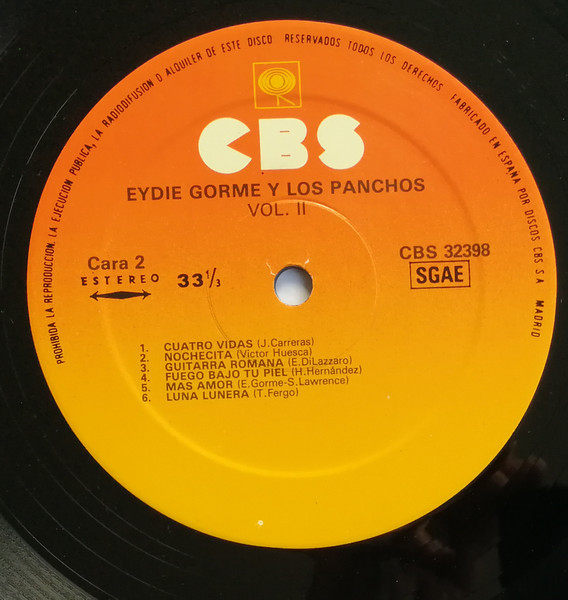 PROHIBIDA LA REPRODUCCION, LA EJECUCION PUBLICA, LA RADIODIFUSION O ALQUILER DE ESTE DISCO RESERVADOS TODOS LOS DERECHOS FABRICADO EN ESPAÑA POR DISCOS CBS S.A. MADRID
CBS
EYDIE GORME Y LOS PANCHOS
VOL. II
Cara 2
ESTEREO
33 1/3
CBS 32398
SGAE
1. CUATRO VIDAS (J.Carreras)
2. NOCHECITA (Victor Huesca)
3. GUITARRA ROMANA (E.DiLazzaro)
4. FUEGO BAJO TU PIEL (H.Hernández)
5. MAS AMOR (E.Gorme-S.Lawrence)
6. LUNA LUNERA (T.Fergo)